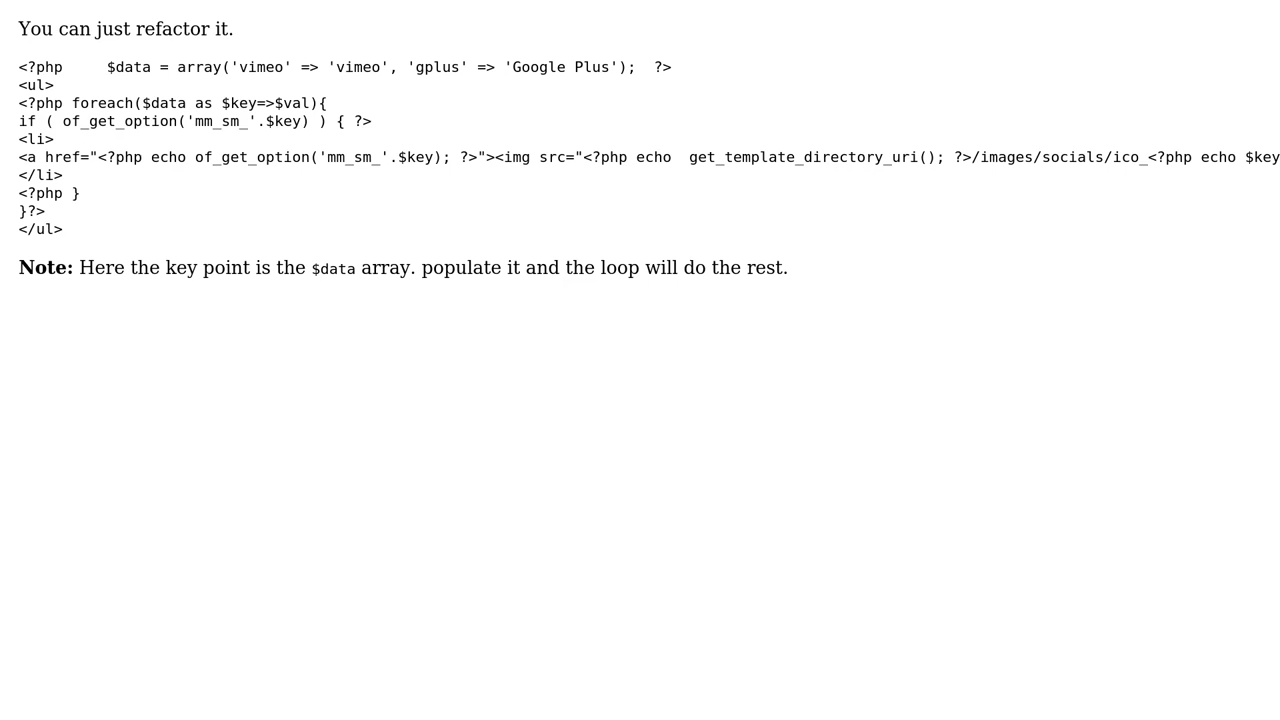 You can just refactor it.
<?php     $data = array('vimeo' => 'vimeo', 'gplus' => 'Google Plus');  ?>
<ul>
<?php foreach($data as $key=>$val){
if ( of_get_option('mm_sm_'.$key) ) { ?>
<li>
<a href="<?php echo of_get_option('mm_sm_'.$key); ?>"><img src="<?php echo  get_template_directory_uri(); ?>/images/socials/ico_<?php echo $key
</li>
<?php }
}?>
</ul>
Note: Here the key point is the $data array. populate it and the loop will do the rest.